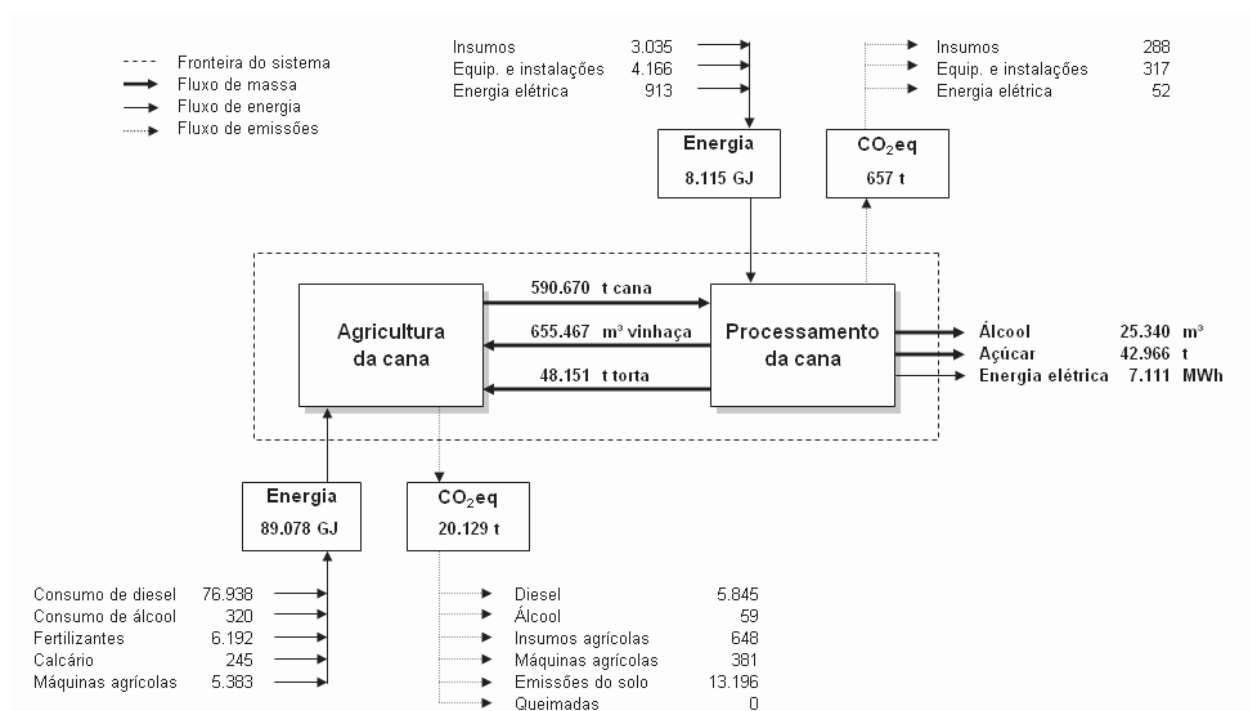 Fronteira do sistema
Fluxo de massa
Fluxo de energia
Fluxo de emissões
Insumos 3.035
Equip. e instalações 4.166
Energia elétrica 913
Insumos 288
Equip. e instalações 317
Energia elétrica 52
Energia
8.115 GJ
CO₂eq
657 t
Agricultura
da cana
590.670 t cana
655.467 m³ vinhaça
48.151 t torta
Processamento
da cana
Álcool 25.340 m³
Açúcar 42.966 t
Energia elétrica 7.111 MWh
Energia
89.078 GJ
CO₂eq
20.129 t
Consumo de diesel 76.938
Consumo de álcool 320
Fertilizantes 6.192
Calcário 245
Máquinas agrícolas 5.383
Diesel 5.845
Álcool 59
Insumos agrícolas 648
Máquinas agrícolas 381
Emissões do solo 13.196
Queimadas 0